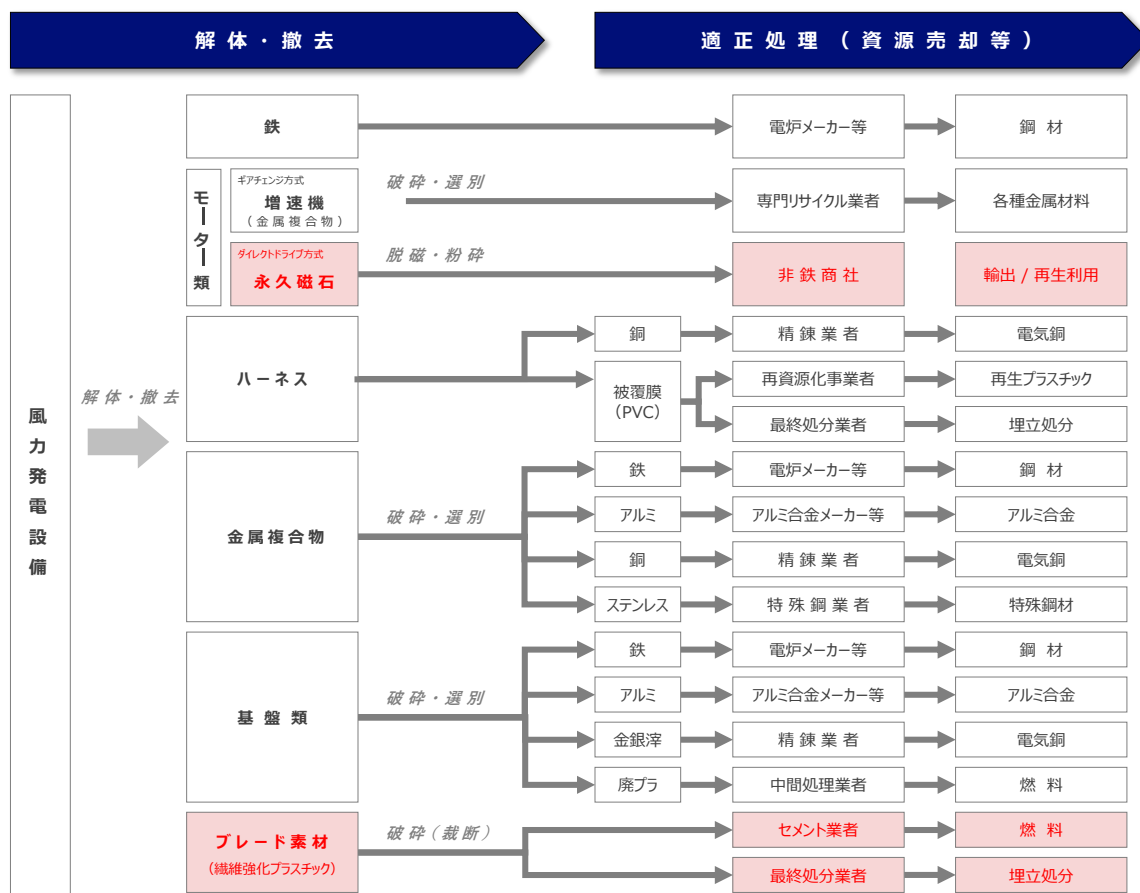 解体・撤去
適正処理（資源売却等）
風力発電設備
解体・撤去
鉄
電炉メーカー等
鋼材
モーター類
ギアチェンジ方式
増速機
（金属複合物）
破砕・選別
専門リサイクル業者
各種金属材料
ダイレクトドライブ方式
永久磁石
脱磁・粉砕
非鉄商社
輸出 / 再生利用
ハーネス
銅
精錬業者
電気銅
被覆膜
（PVC）
再資源化事業者
再生プラスチック
最終処分業者
埋立処分
金属複合物
破砕・選別
鉄
電炉メーカー等
鋼材
アルミ
アルミ合金メーカー等
アルミ合金
銅
精錬業者
電気銅
ステンレス
特殊鋼業者
特殊鋼材
基盤類
破砕・選別
鉄
電炉メーカー等
鋼材
アルミ
アルミ合金メーカー等
アルミ合金
金銀滓
精錬業者
電気銅
廃プラ
中間処理業者
燃料
ブレード素材
（繊維強化プラスチック）
破砕（裁断）
セメント業者
燃料
最終処分業者
埋立処分